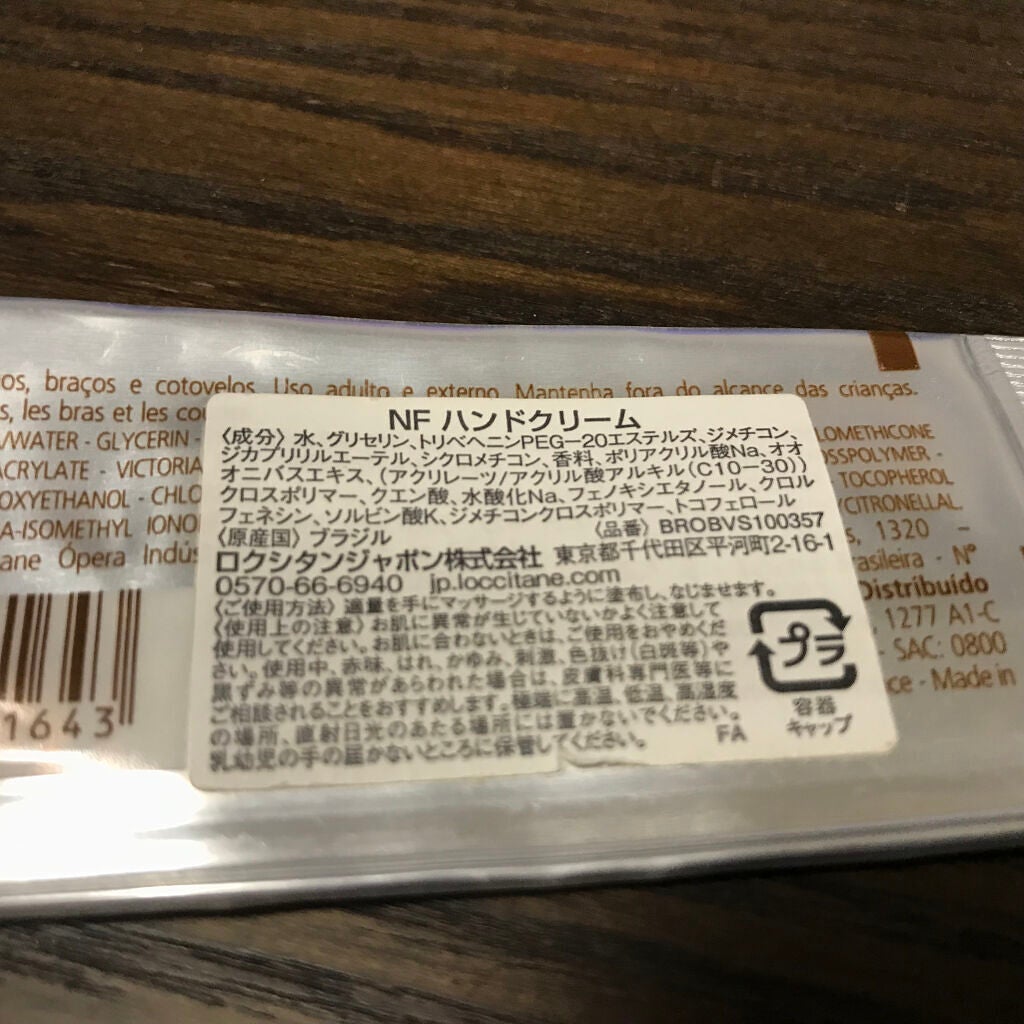 os, braços e cotovelos. Uso adulto e externo. Mantenha fora do alcance das crianças.
s, les bras et les cou
/WATER - GLYCERIN -
LOMETHICONE
ACRYLATE - VICTORIA
OSSPOLYMER -
OXYETHANOL - CHLO
- TOCOPHEROL
A-ISOMETHYL IONO
/CITRONELLAL
ane Ópera Indús
s, 1320 –
rasileira - Nº
Distribuido
, 1277 A1-C
- SAC: 0800
ce - Made in
1643
NF ハンドクリーム
〈成分〉水、グリセリン、トリベヘニンPEG-20エステルズ、ジメチコン、
ジカプリリルエーテル、シクロメチコン、香料、ポリアクリル酸Na、オオ
オニバスエキス、(アクリレーツ/アクリル酸アルキル(C10-30))
クロスポリマー、クエン酸、水酸化Na、フェノキシエタノール、クロル
フェネシン、ソルビン酸K、ジメチコンクロスポリマー、トコフェロール
〈原産国〉ブラジル 〈品番〉BROBVS100357
ロクシタンジャポン株式会社 東京都千代田区平河町2-16-1
0570-66-6940 jp.loccitane.com
〈ご使用方法〉適量を手にマッサージするように塗布し、なじませます。
〈使用上の注意〉お肌に異常が生じていないかよく注意して
使用してください。お肌に合わないときは、ご使用をおやめくだ
さい。使用中、赤味、はれ、かゆみ、刺激、色抜け(白斑等)や
黒ずみ等の異常があらわれた場合は、皮膚科専門医等に
ご相談されることをおすすめします。極端に高温、低温、高湿度
の場所、直射日光のあたる場所には置かないでください。
乳幼児の手の届かないところに保管してください。 FA
プラ
容器
キャップ